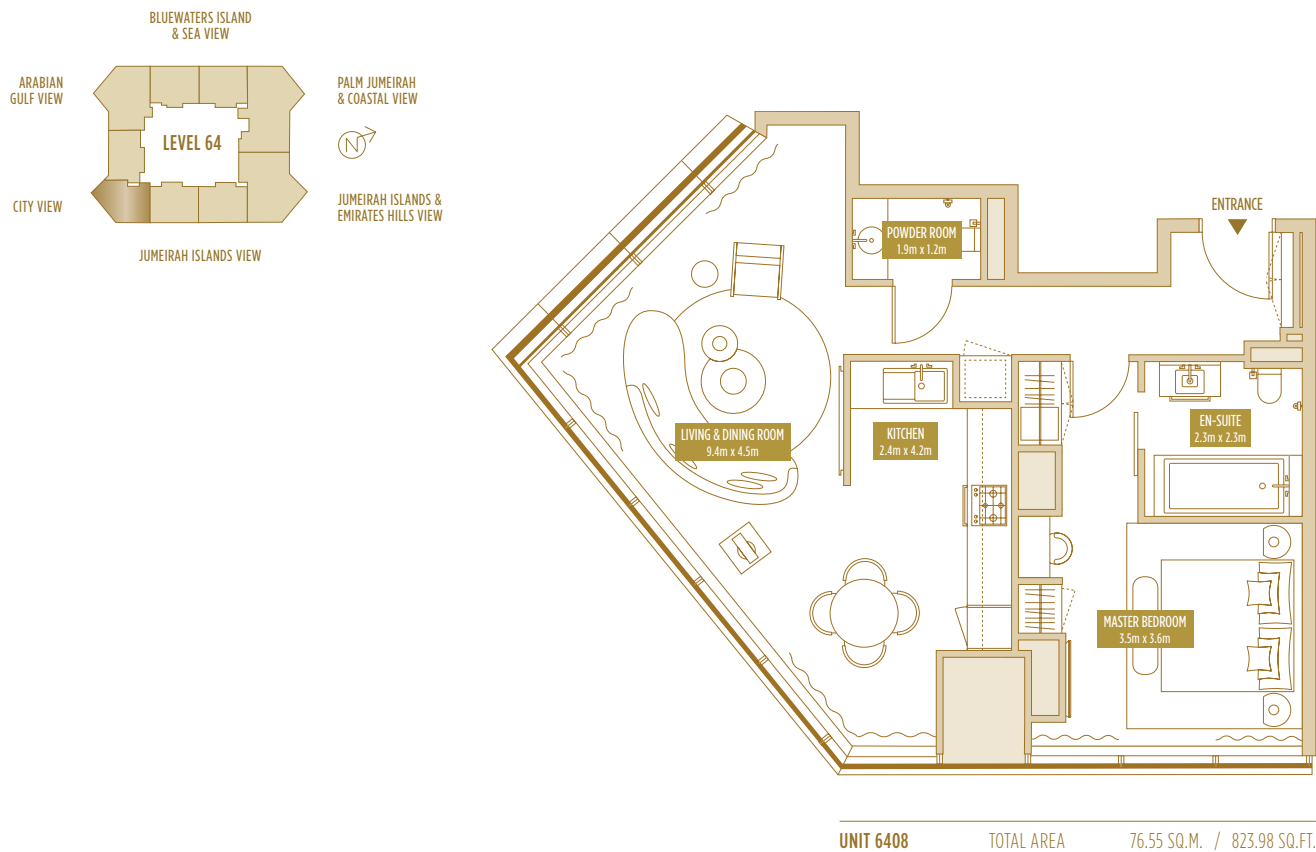 BLUEWATERS ISLAND
& SEA VIEW
ARABIAN
GULF VIEW
PALM JUMEIRAH
& COASTAL VIEW
LEVEL 64
N
CITY VIEW
JUMEIRAH ISLANDS &
EMIRATES HILLS VIEW
JUMEIRAH ISLANDS VIEW
ENTRANCE
POWDER ROOM
1.9m x 1.2m
LIVING & DINING ROOM
9.4m x 4.5m
KITCHEN
2.4m x 4.2m
EN-SUITE
2.3m x 2.3m
MASTER BEDROOM
3.5m x 3.6m
UNIT 6408 TOTAL AREA 76.55 SQ.M. / 823.98 SQ.FT.